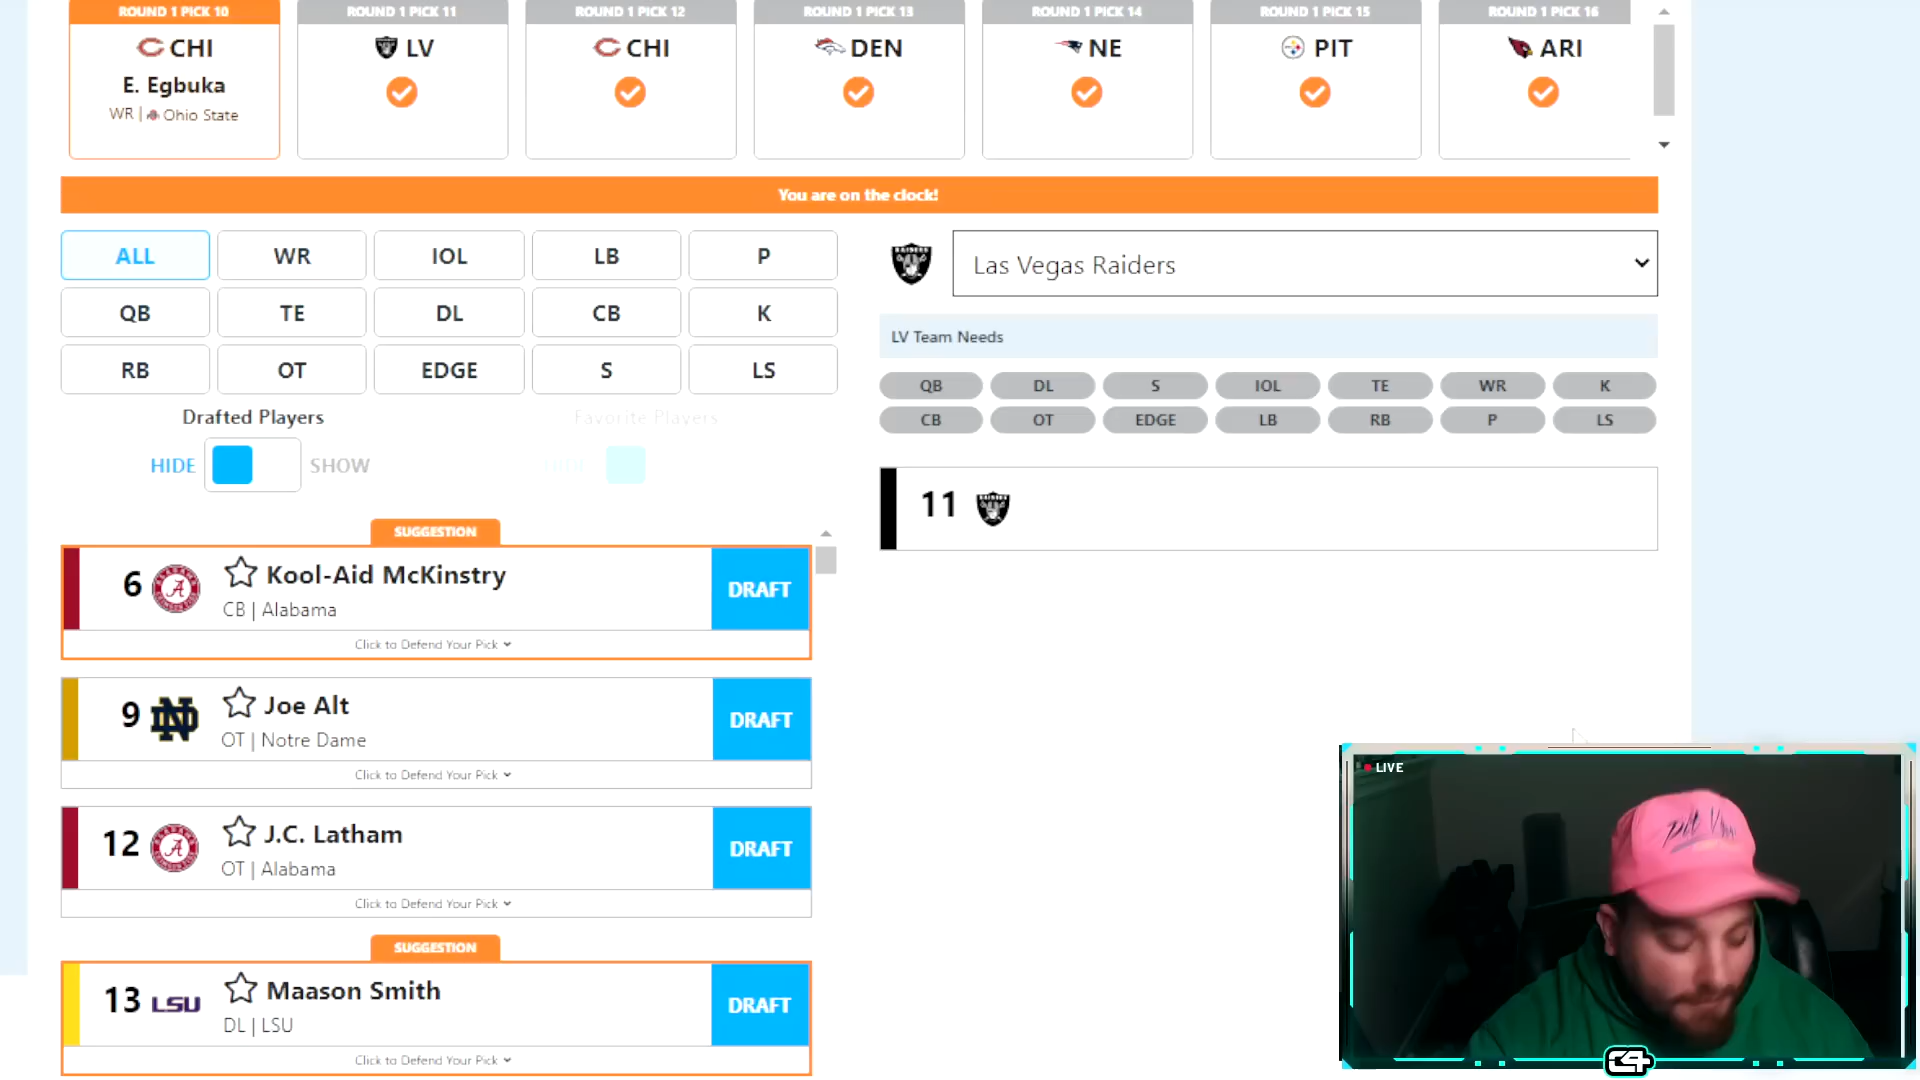 ROUND 1 PICK 10
CHI
E. Egbuka
WR | Ohio State
ROUND 1 PICK 11
LV
ROUND 1 PICK 12
CHI
ROUND 1 PICK 13
DEN
ROUND 1 PICK 14
NE
ROUND 1 PICK 15
PIT
ROUND 1 PICK 16
ARI
You are on the clock!
ALL WR IOL LB P
QB TE DL CB K
RB OT EDGE S LS
Drafted Players
HIDE SHOW
Favorite Players
HIDE
RAIDERS
Las Vegas Raiders
LV Team Needs
QB DL S IOL TE WR K
CB OT EDGE LB RB P LS
11
SUGGESTION
6 Kool-Aid McKinstry
CB | Alabama
DRAFT
Click to Defend Your Pick
9 ND Joe Alt
OT | Notre Dame
DRAFT
Click to Defend Your Pick
12 J.C. Latham
OT | Alabama
DRAFT
Click to Defend Your Pick
SUGGESTION
13 LSU Maason Smith
DL | LSU
DRAFT
Click to Defend Your Pick
LIVE